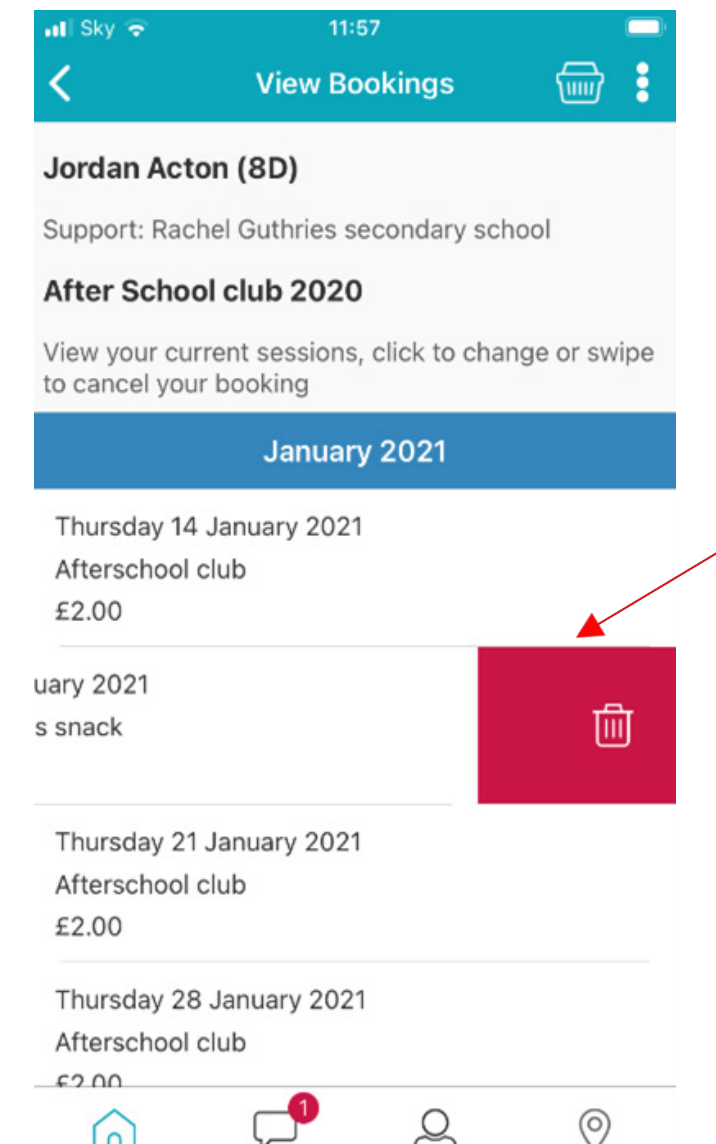 Sky 11:57
View Bookings
Jordan Acton (8D)
Support: Rachel Guthries secondary school
After School club 2020
View your current sessions, click to change or swipe
to cancel your booking
January 2021
Thursday 14 January 2021
Afterschool club
£2.00
uary 2021
s snack
Thursday 21 January 2021
Afterschool club
£2.00
Thursday 28 January 2021
Afterschool club
£2.00
1